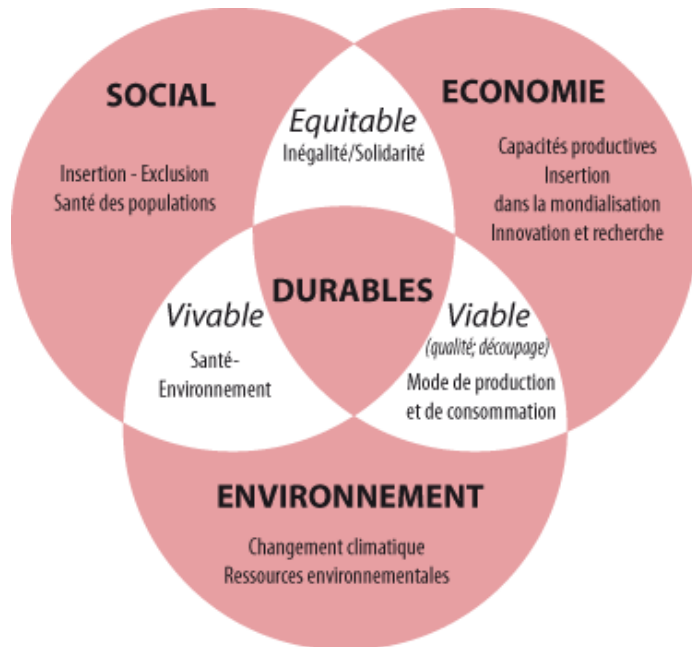 SOCIAL
Insertion - Exclusion
Santé des populations
Equitable
Inégalité/Solidarité
ECONOMIE
Capacités productives
Insertion
dans la mondialisation
Innovation et recherche
DURABLES
Vivable
Santé-
Environnement
Viable
(qualité; découpage)
Mode de production
et de consommation
ENVIRONNEMENT
Changement climatique
Ressources environmentales